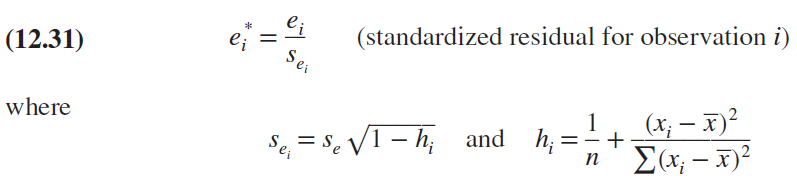 (12.31) e_i^* = e_i / s_{e_i} (standardized residual for observation i)
where
s_{e_i} = s_e √(1 − h_i) and h_i = 1/n + (x_i − x̄)² / ∑(x_i − x̄)²